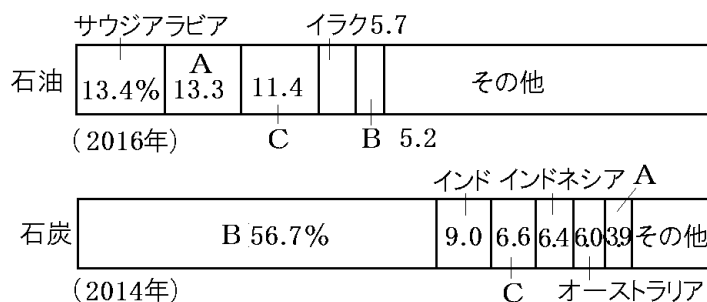 サウジアラビア イラク5.7
石油 13.4% A 13.3 11.4 その他
(2016年) C B 5.2
インド インドネシア A
石炭 B 56.7% 9.0 6.6 6.4 6.0 3.9 その他
(2014年) C オーストラリア